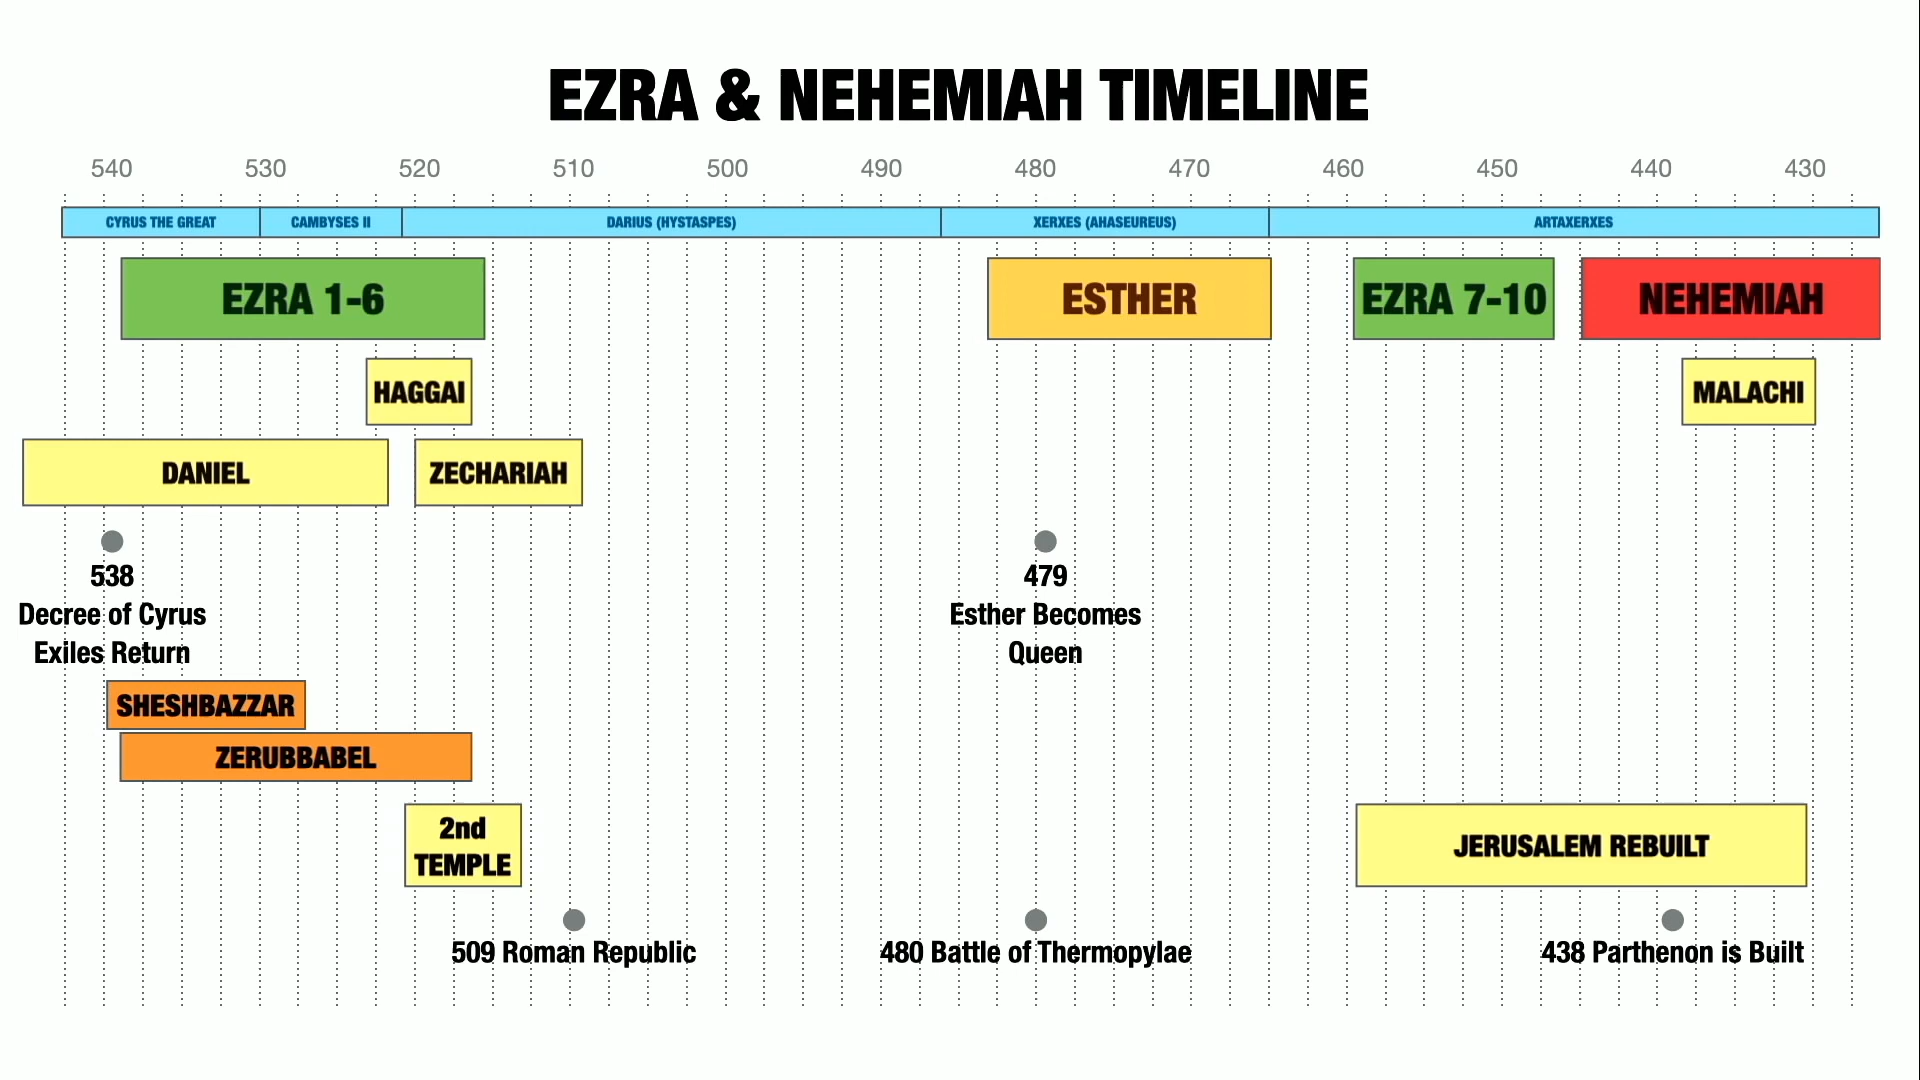 EZRA & NEHEMIAH TIMELINE
540 530 520 510 500 490 480 470 460 450 440 430
CYRUS THE GREAT CAMBYSES II DARIUS (HYSTASPES) XERXES (AHASEUREUS) ARTAXERXES
EZRA 1-6 ESTHER EZRA 7-10 NEHEMIAH
HAGGAI MALACHI
DANIEL ZECHARIAH
538 479
Decree of Cyrus Esther Becomes
Exiles Return Queen
SHESHBAZZAR
ZERUBBABEL
2nd
TEMPLE
JERUSALEM REBUILT
509 Roman Republic 480 Battle of Thermopylae 438 Parthenon is Built